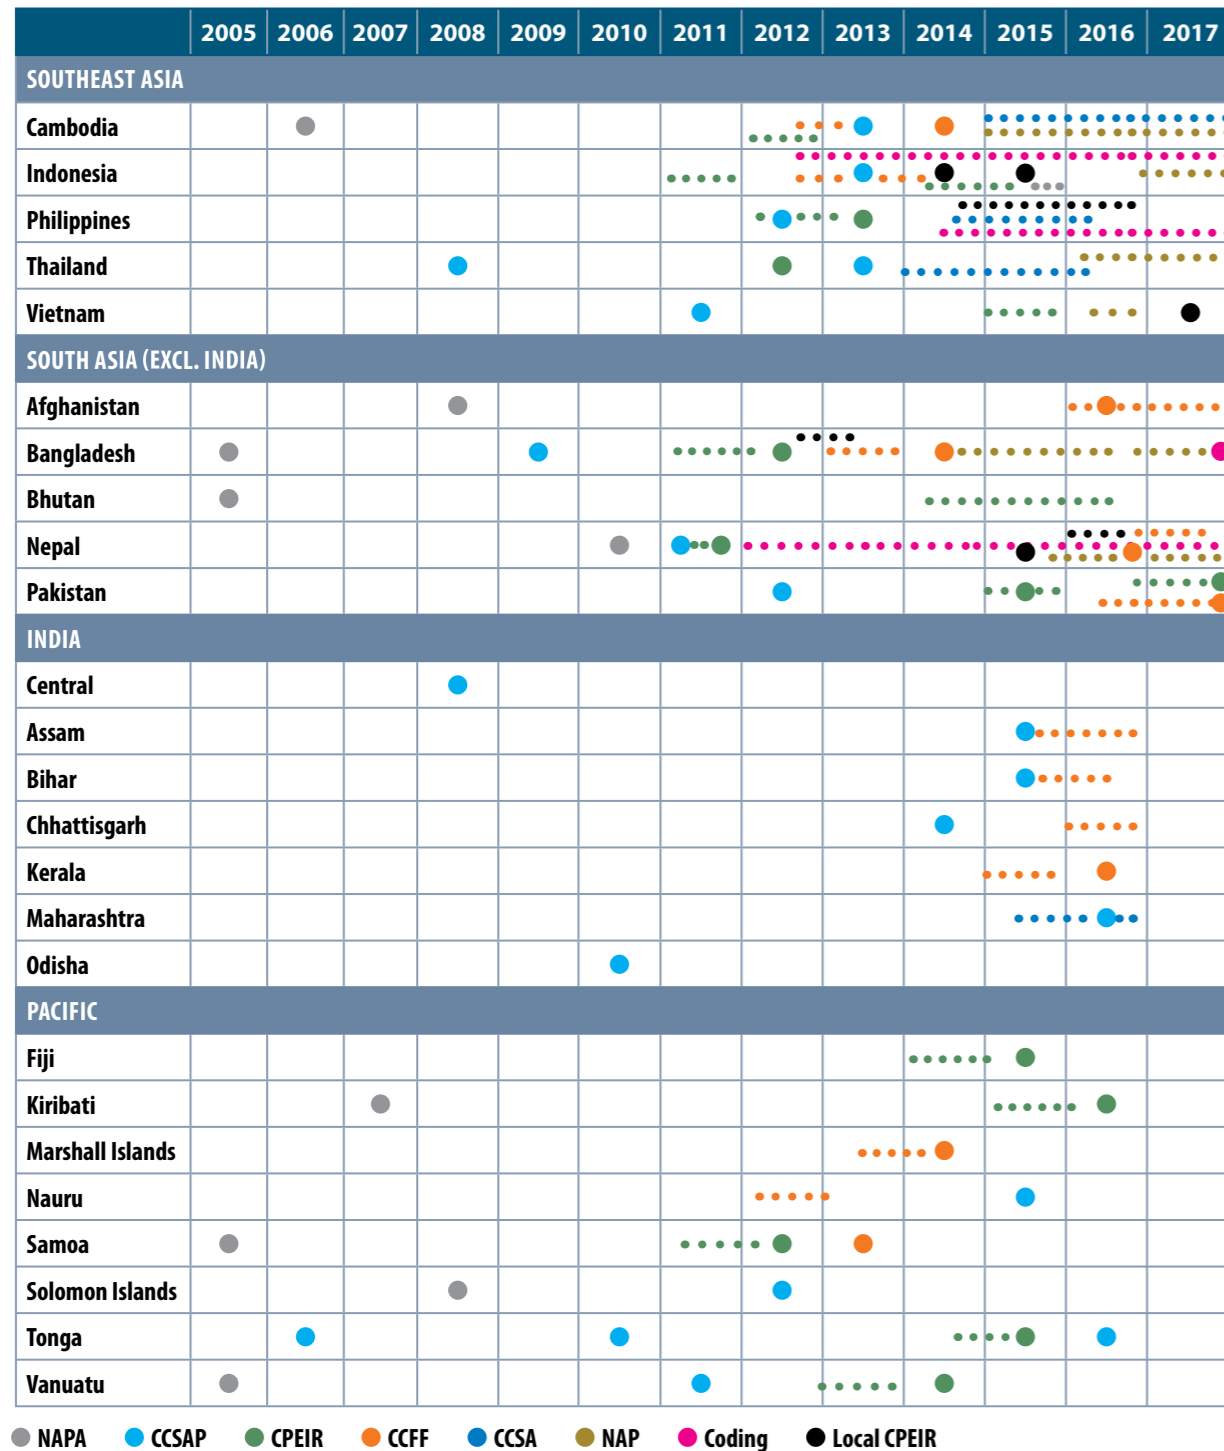 2005 2006 2007 2008 2009 2010 2011 2012 2013 2014 2015 2016 2017
SOUTHEAST ASIA
Cambodia
Indonesia
Philippines
Thailand
Vietnam
SOUTH ASIA (EXCL. INDIA)
Afghanistan
Bangladesh
Bhutan
Nepal
Pakistan
INDIA
Central
Assam
Bihar
Chhattisgarh
Kerala
Maharashtra
Odisha
PACIFIC
Fiji
Kiribati
Marshall Islands
Nauru
Samoa
Solomon Islands
Tonga
Vanuatu
NAPA CCSAP CPEIR CCFF CCSA NAP Coding Local CPEIR